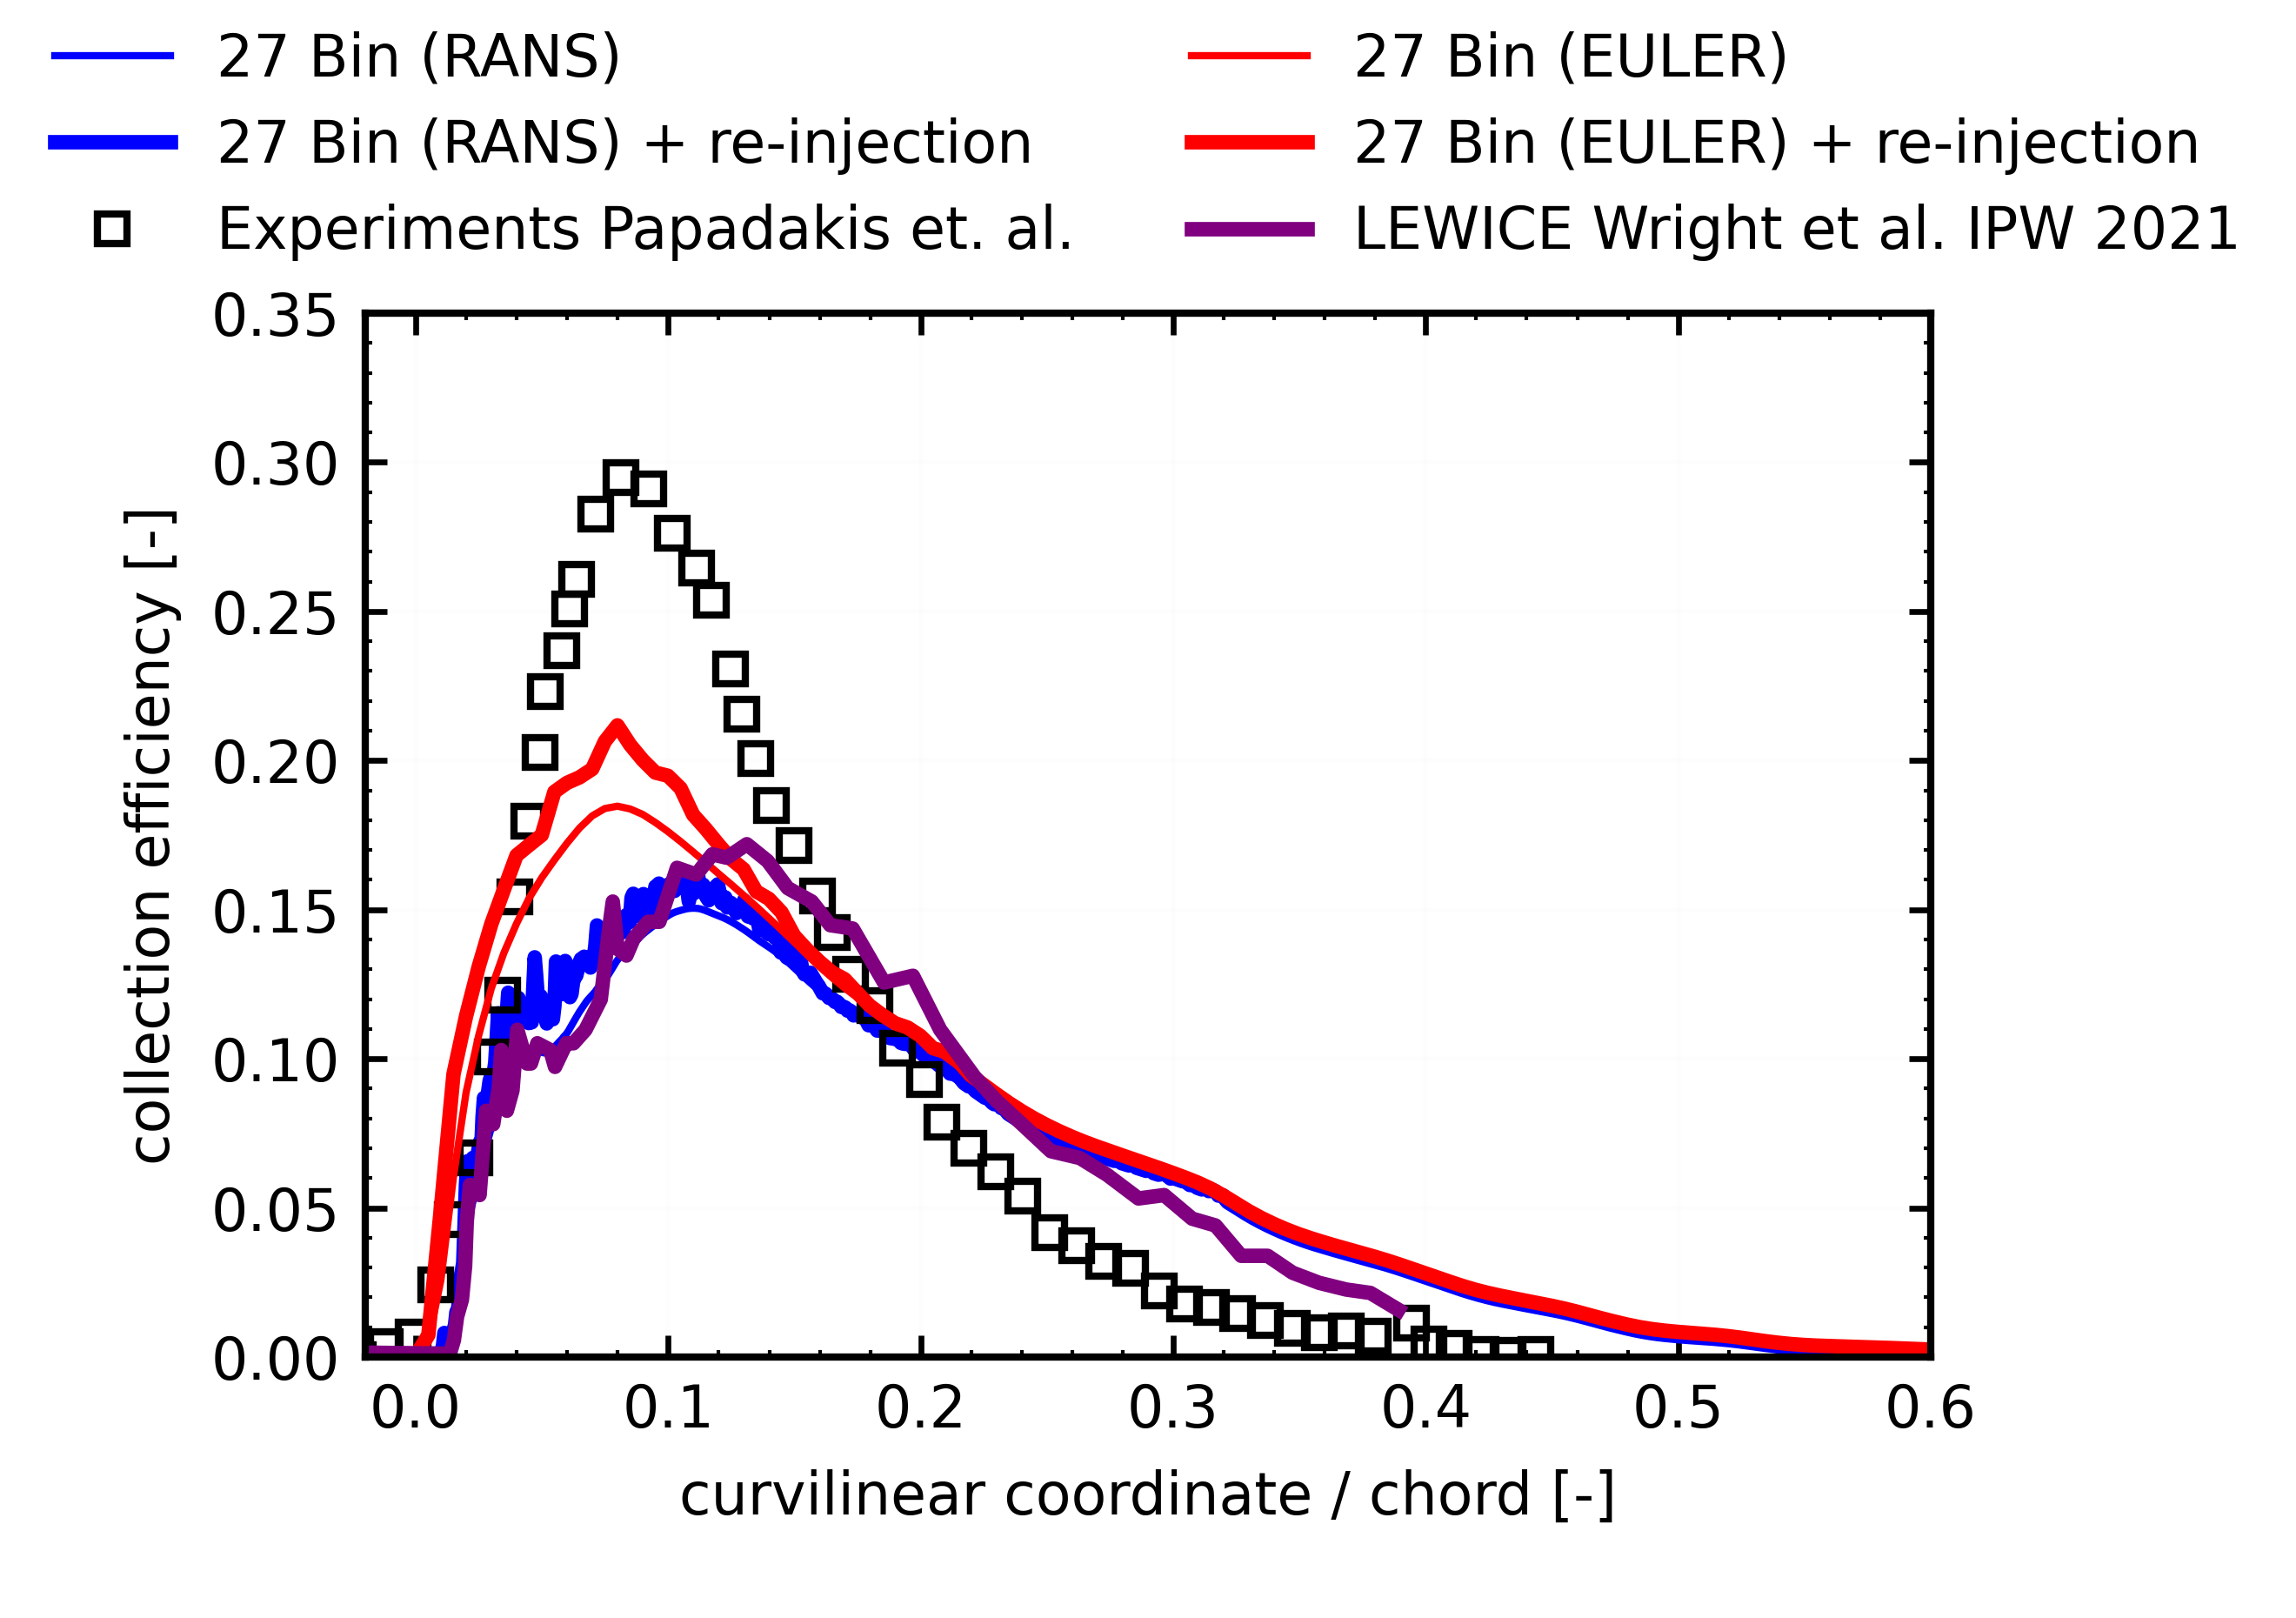 27 Bin (RANS)
27 Bin (RANS) + re-injection
Experiments Papadakis et. al.
27 Bin (EULER)
27 Bin (EULER) + re-injection
LEWICE Wright et al. IPW 2021
0.35
0.30
0.25
0.20
0.15
0.10
0.05
0.00
collection efficiency [-]
0.0 0.1 0.2 0.3 0.4 0.5 0.6
curvilinear coordinate / chord [-]